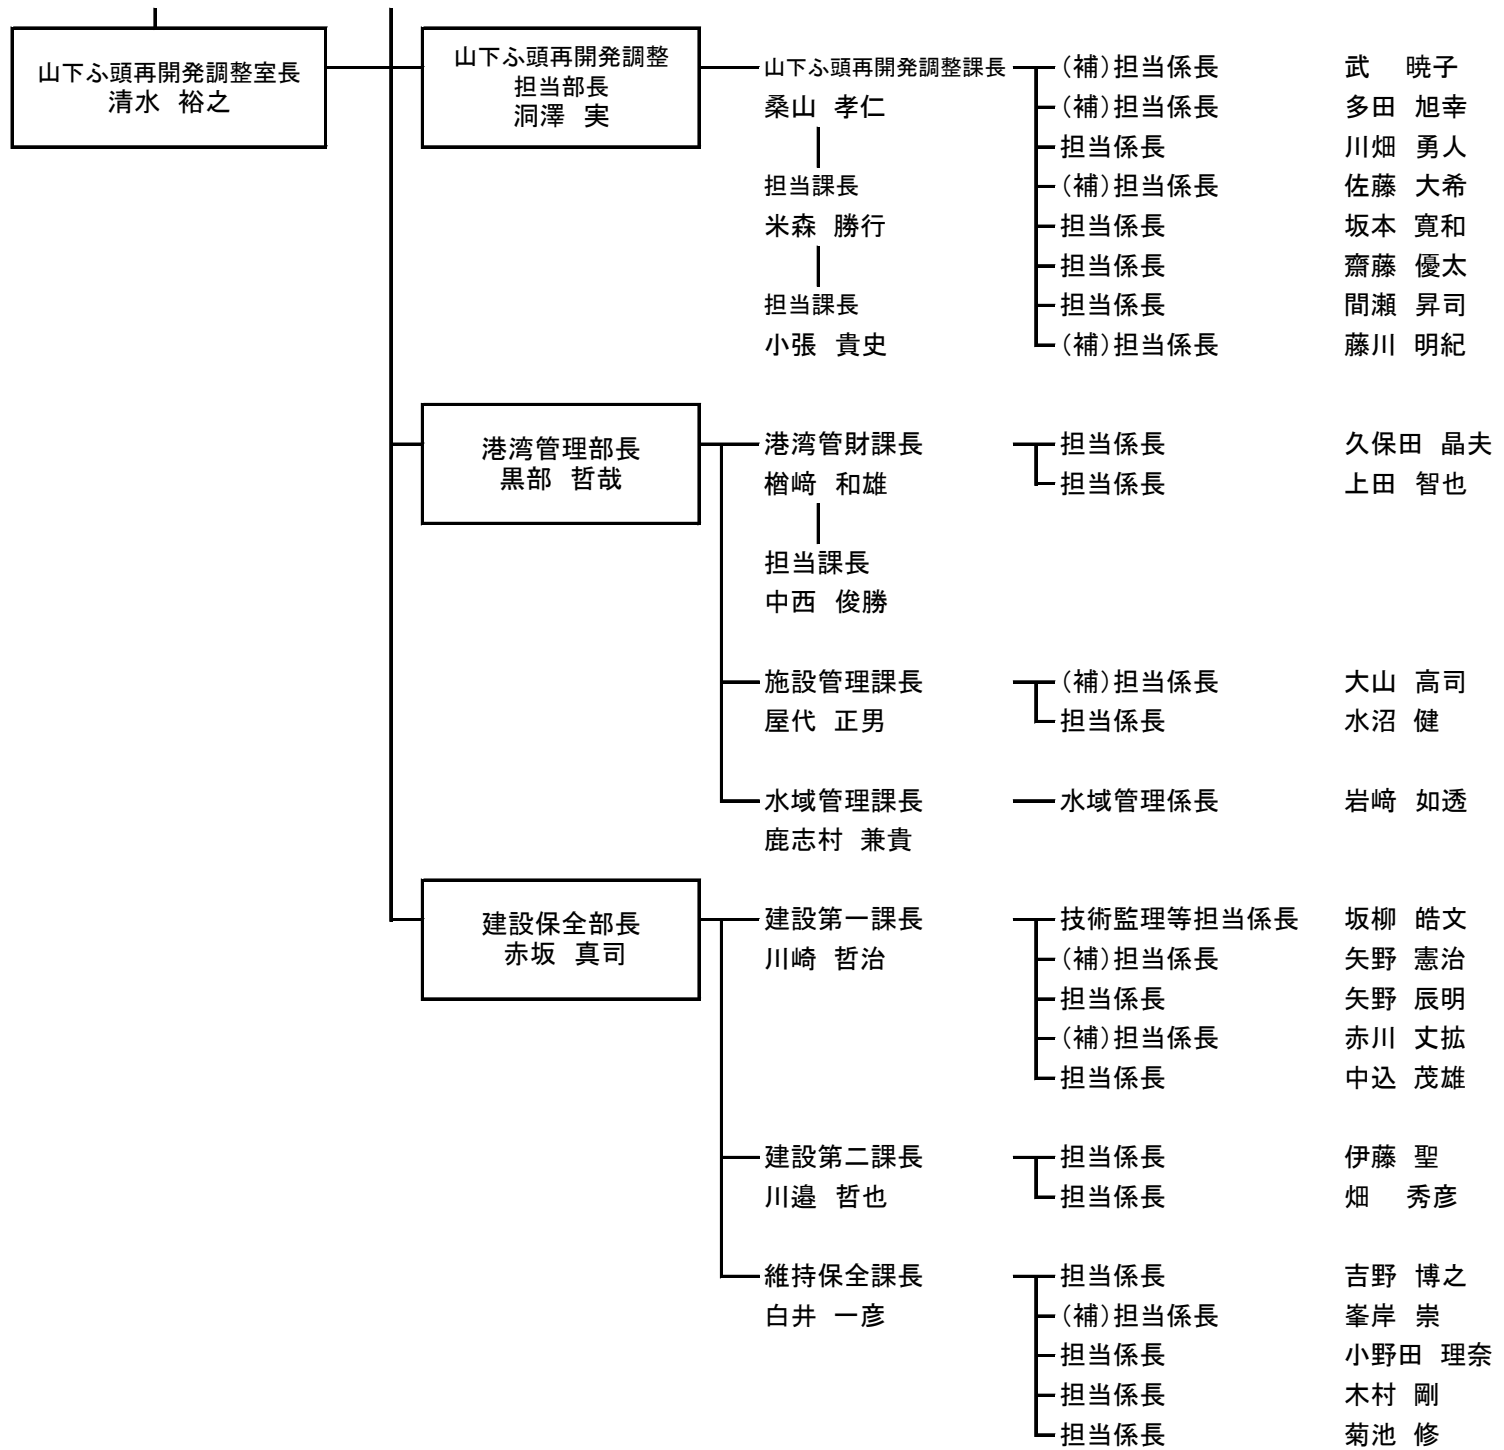 山下ふ頭再開発調整室長
清水 裕之
山下ふ頭再開発調整
担当部長
洞澤 実
山下ふ頭再開発調整課長 (補)担当係長 武 暁子
桑山 孝仁 (補)担当係長 多田 旭幸
担当係長 川畑 勇人
担当課長 (補)担当係長 佐藤 大希
米森 勝行 担当係長 坂本 寛和
担当係長 齋藤 優太
担当課長 担当係長 間瀬 昇司
小張 貴史 (補)担当係長 藤川 明紀
港湾管理部長
黒部 哲哉
港湾管財課長 担当係長 久保田 晶夫
楢﨑 和雄 担当係長 上田 智也
担当課長
中西 俊勝
施設管理課長 (補)担当係長 大山 高司
屋代 正男 担当係長 水沼 健
水域管理課長 水域管理係長 岩﨑 如透
鹿志村 兼貴
建設保全部長
赤坂 真司
建設第一課長 技術監理等担当係長 坂柳 皓文
川崎 哲治 (補)担当係長 矢野 憲治
担当係長 矢野 辰明
(補)担当係長 赤川 丈拡
担当係長 中込 茂雄
建設第二課長 担当係長 伊藤 聖
川邉 哲也 担当係長 畑 秀彦
維持保全課長 担当係長 吉野 博之
白井 一彦 (補)担当係長 峯岸 崇
担当係長 小野田 理奈
担当係長 木村 剛
担当係長 菊池 修